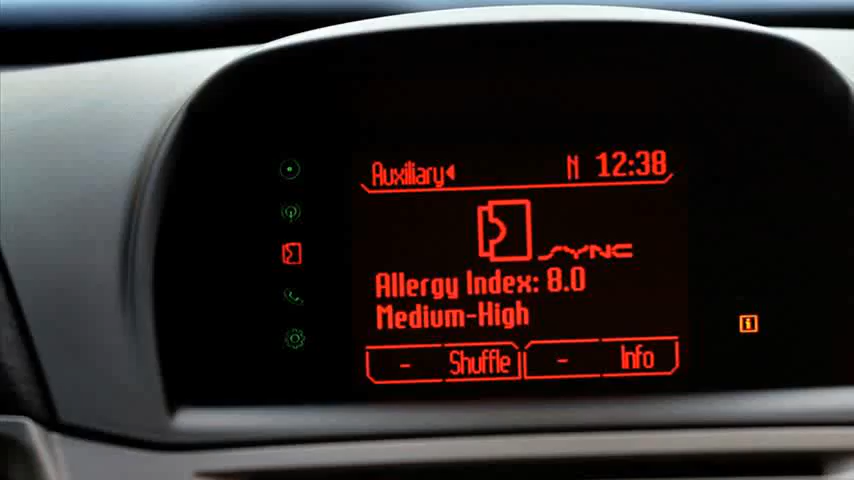 Auxiliary N 12:38
SYNC
Allergy Index: 8.0
Medium-High
- Shuffle - Info
i